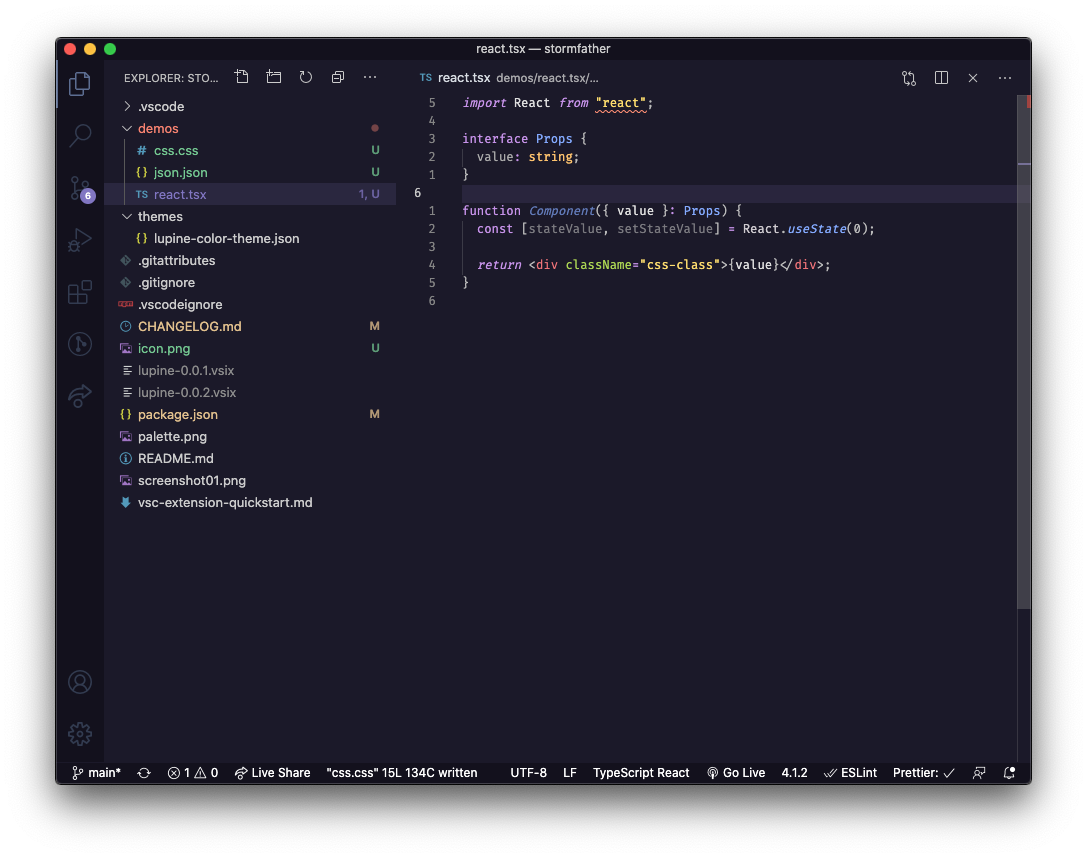 react.tsx — stormfather
EXPLORER: STO...
TS react.tsx demos/react.tsx/...
.vscode
demos
# css.css U
{} json.json U
TS react.tsx 1, U
themes
{} lupine-color-theme.json
.gitattributes
.gitignore
npm .vscodeignore
CHANGELOG.md M
icon.png U
lupine-0.0.1.vsix
lupine-0.0.2.vsix
{} package.json M
palette.png
README.md
screenshot01.png
vsc-extension-quickstart.md
6
5 import React from "react";
4
3 interface Props {
2   value: string;
1 }
6
1 function Component({ value }: Props) {
2   const [stateValue, setStateValue] = React.useState(0);
3
4   return <div className="css-class">{value}</div>;
5 }
6
main* 1 0 Live Share "css.css" 15L 134C written UTF-8 LF TypeScript React Go Live 4.1.2 ESLint Prettier: ✓